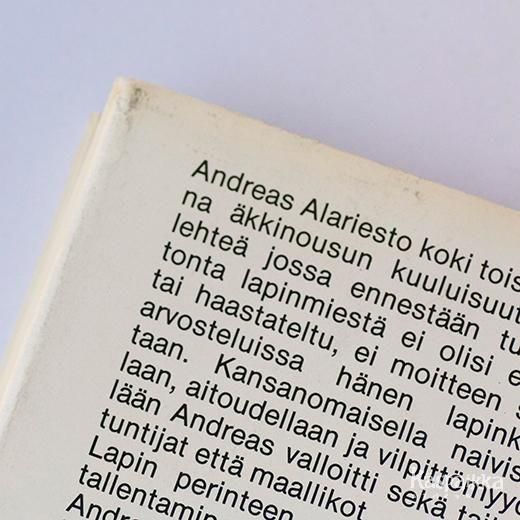 Andreas Alariesto koki tois
na äkkinousun kuuluisuut
lehteä jossa ennestään tu
tonta lapinmiestä ei olisi e
tai haastateltu, ei moitteen s
arvosteluissa hänen lapink
taan. Kansanomaisella naivis
laan, aitoudellaan ja vilpittömyyd
lään Andreas valloitti sekä tai
tuntijat että maallikot
Lapin perinteen
tallentamin
Andre